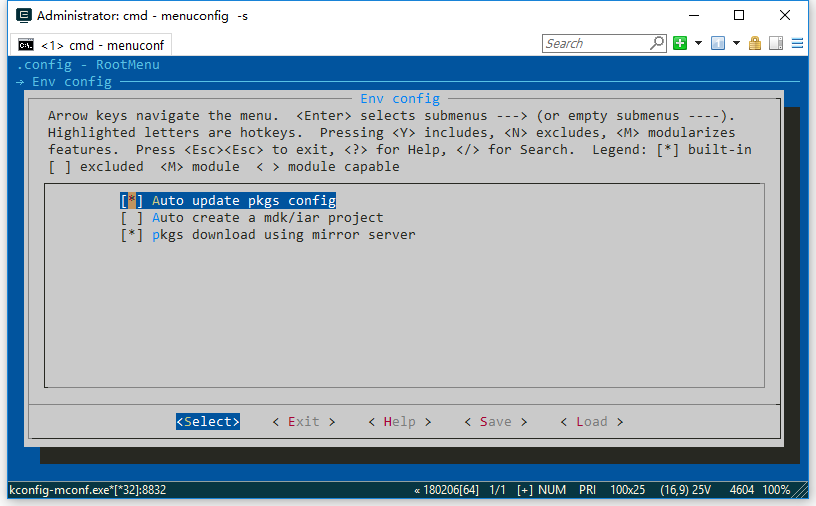 Administrator: cmd - menuconfig -s
<1> cmd - menuconf
Search
.config - RootMenu
→ Env config
Env config
Arrow keys navigate the menu.  <Enter> selects submenus ---> (or empty submenus ----).
Highlighted letters are hotkeys.  Pressing <Y> includes, <N> excludes, <M> modularizes
features.  Press <Esc><Esc> to exit, <?> for Help, </> for Search.  Legend: [*] built-in
[ ] excluded  <M> module  < > module capable
[*] Auto update pkgs config
[ ] Auto create a mdk/iar project
[*] pkgs download using mirror server
<Select>    < Exit >    < Help >    < Save >    < Load >
kconfig-mconf.exe*[*32]:8832 « 180206[64] 1/1 [+] NUM PRI 100x25 (16,9) 25V 4604 100%